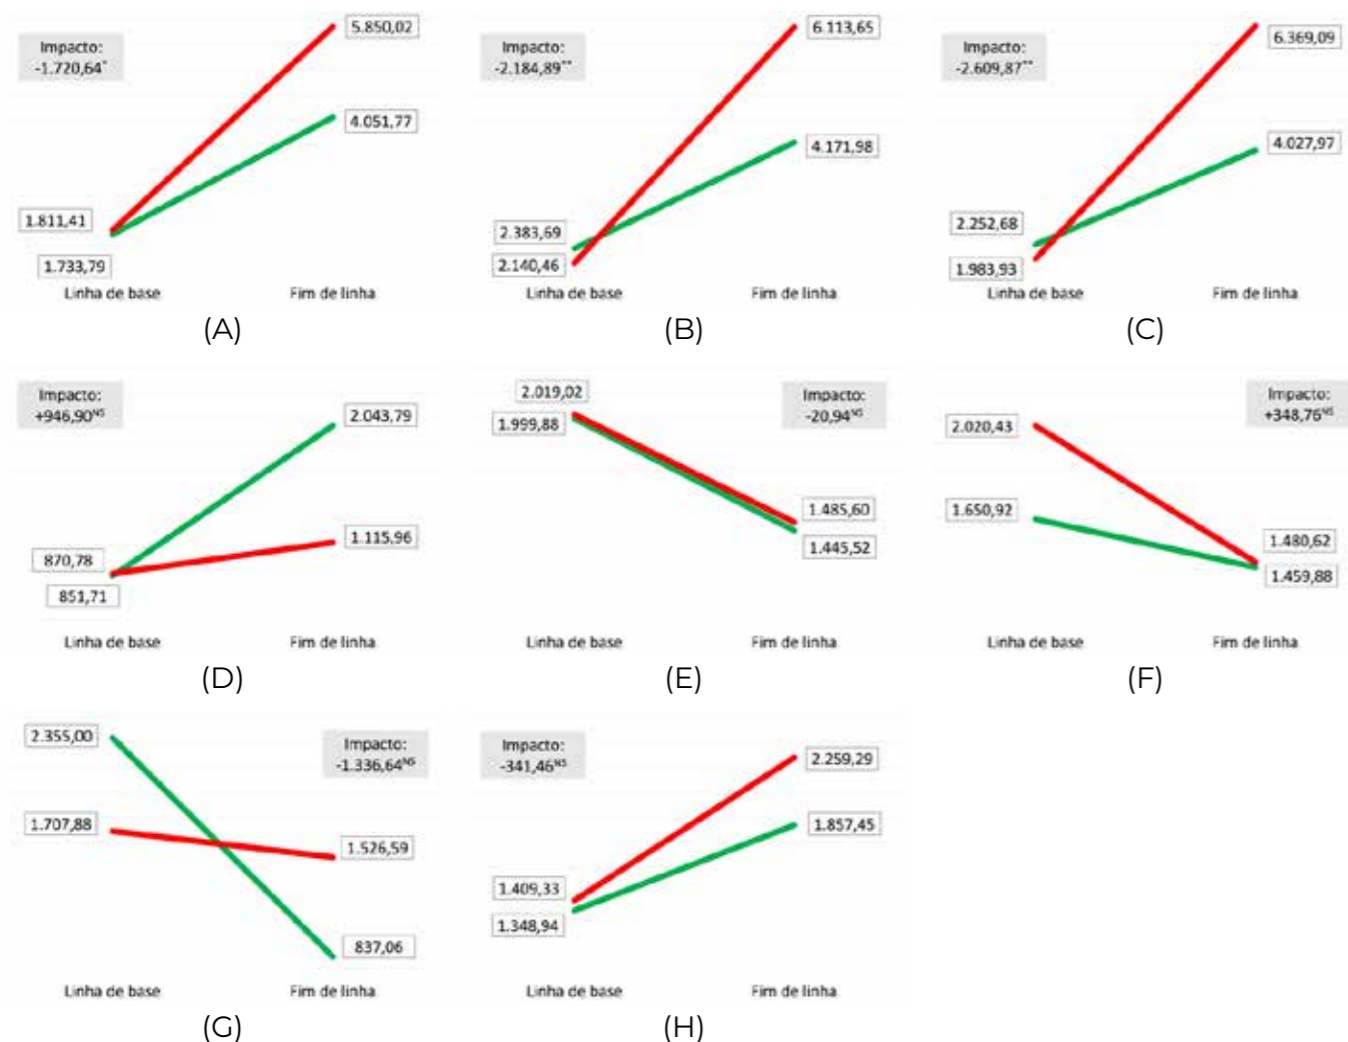 Impacto:
-1.720,64*
5.850,02
4.051,77
1.811,41
1.733,79
Linha de base
Fim de linha
(A)
Impacto:
-2.184,89**
6.113,65
4.171,98
2.383,69
2.140,46
Linha de base
Fim de linha
(B)
Impacto:
-2.609,87**
6.369,09
4.027,97
2.252,68
1.983,93
Linha de base
Fim de linha
(C)
Impacto:
+946,90NS
2.043,79
870,78
1.115,96
851,71
Linha de base
Fim de linha
(D)
2.019,02
Impacto:
-20,94NS
1.999,88
1.485,60
1.445,52
Linha de base
Fim de linha
(E)
Impacto:
+348,76NS
2.020,43
1.650,92
1.480,62
1.459,88
Linha de base
Fim de linha
(F)
2.355,00
Impacto:
-1.336,64NS
1.707,88
1.526,59
837,06
Linha de base
Fim de linha
(G)
Impacto:
-341,46NS
2.259,29
1.857,45
1.409,33
1.348,94
Linha de base
Fim de linha
(H)